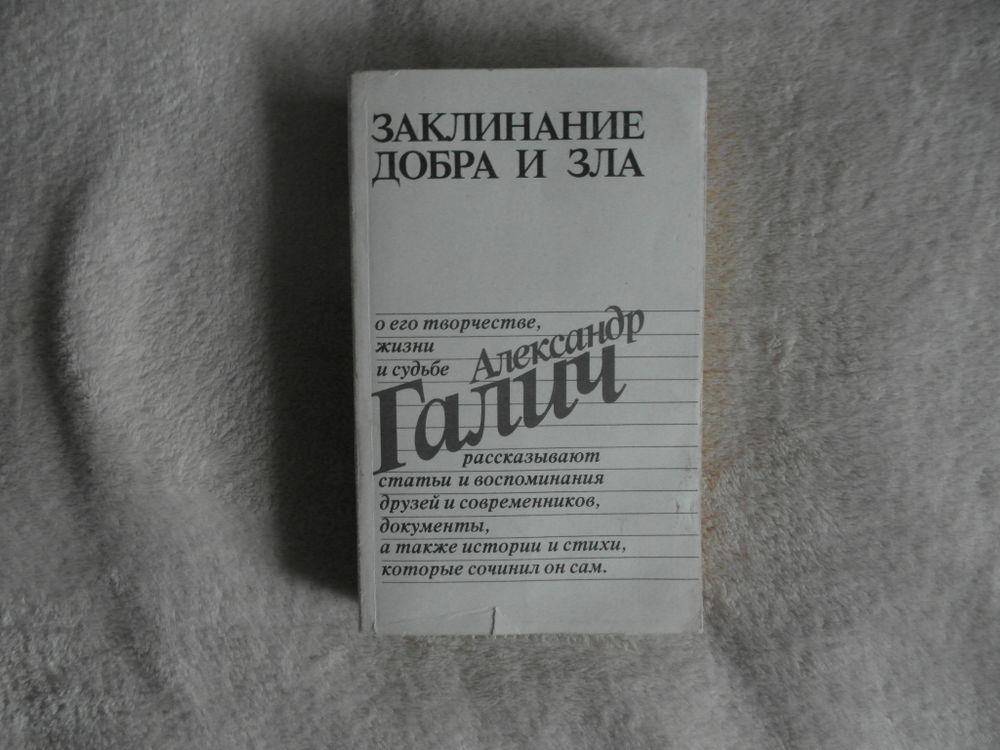 ЗАКЛИНАНИЕ
ДОБРА И ЗЛА
о его творчестве,
жизни
и судьбе
Александр
Галич
рассказывают
статьи и воспоминания
друзей и современников,
документы,
а также истории и стихи,
которые сочинил он сам.